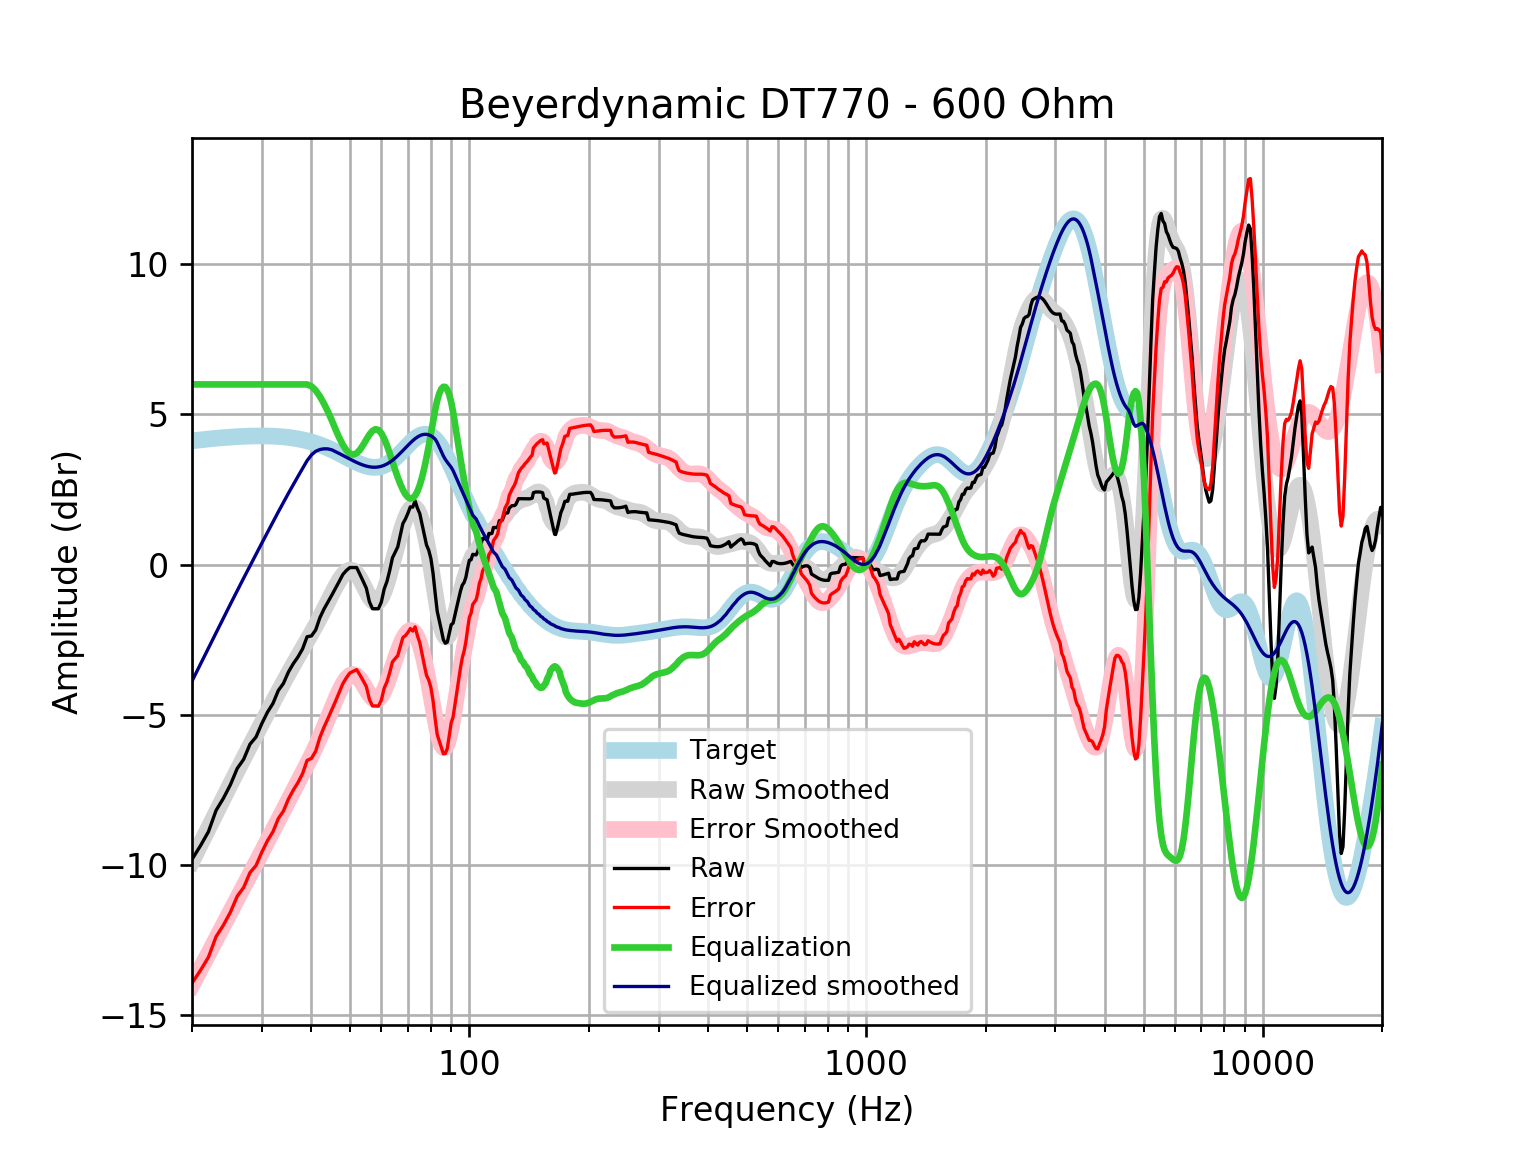 Beyerdynamic DT770 - 600 Ohm
Amplitude (dBr)
10
5
0
−5
−10
−15
Target
Raw Smoothed
Error Smoothed
Raw
Error
Equalization
Equalized smoothed
100
1000
10000
Frequency (Hz)